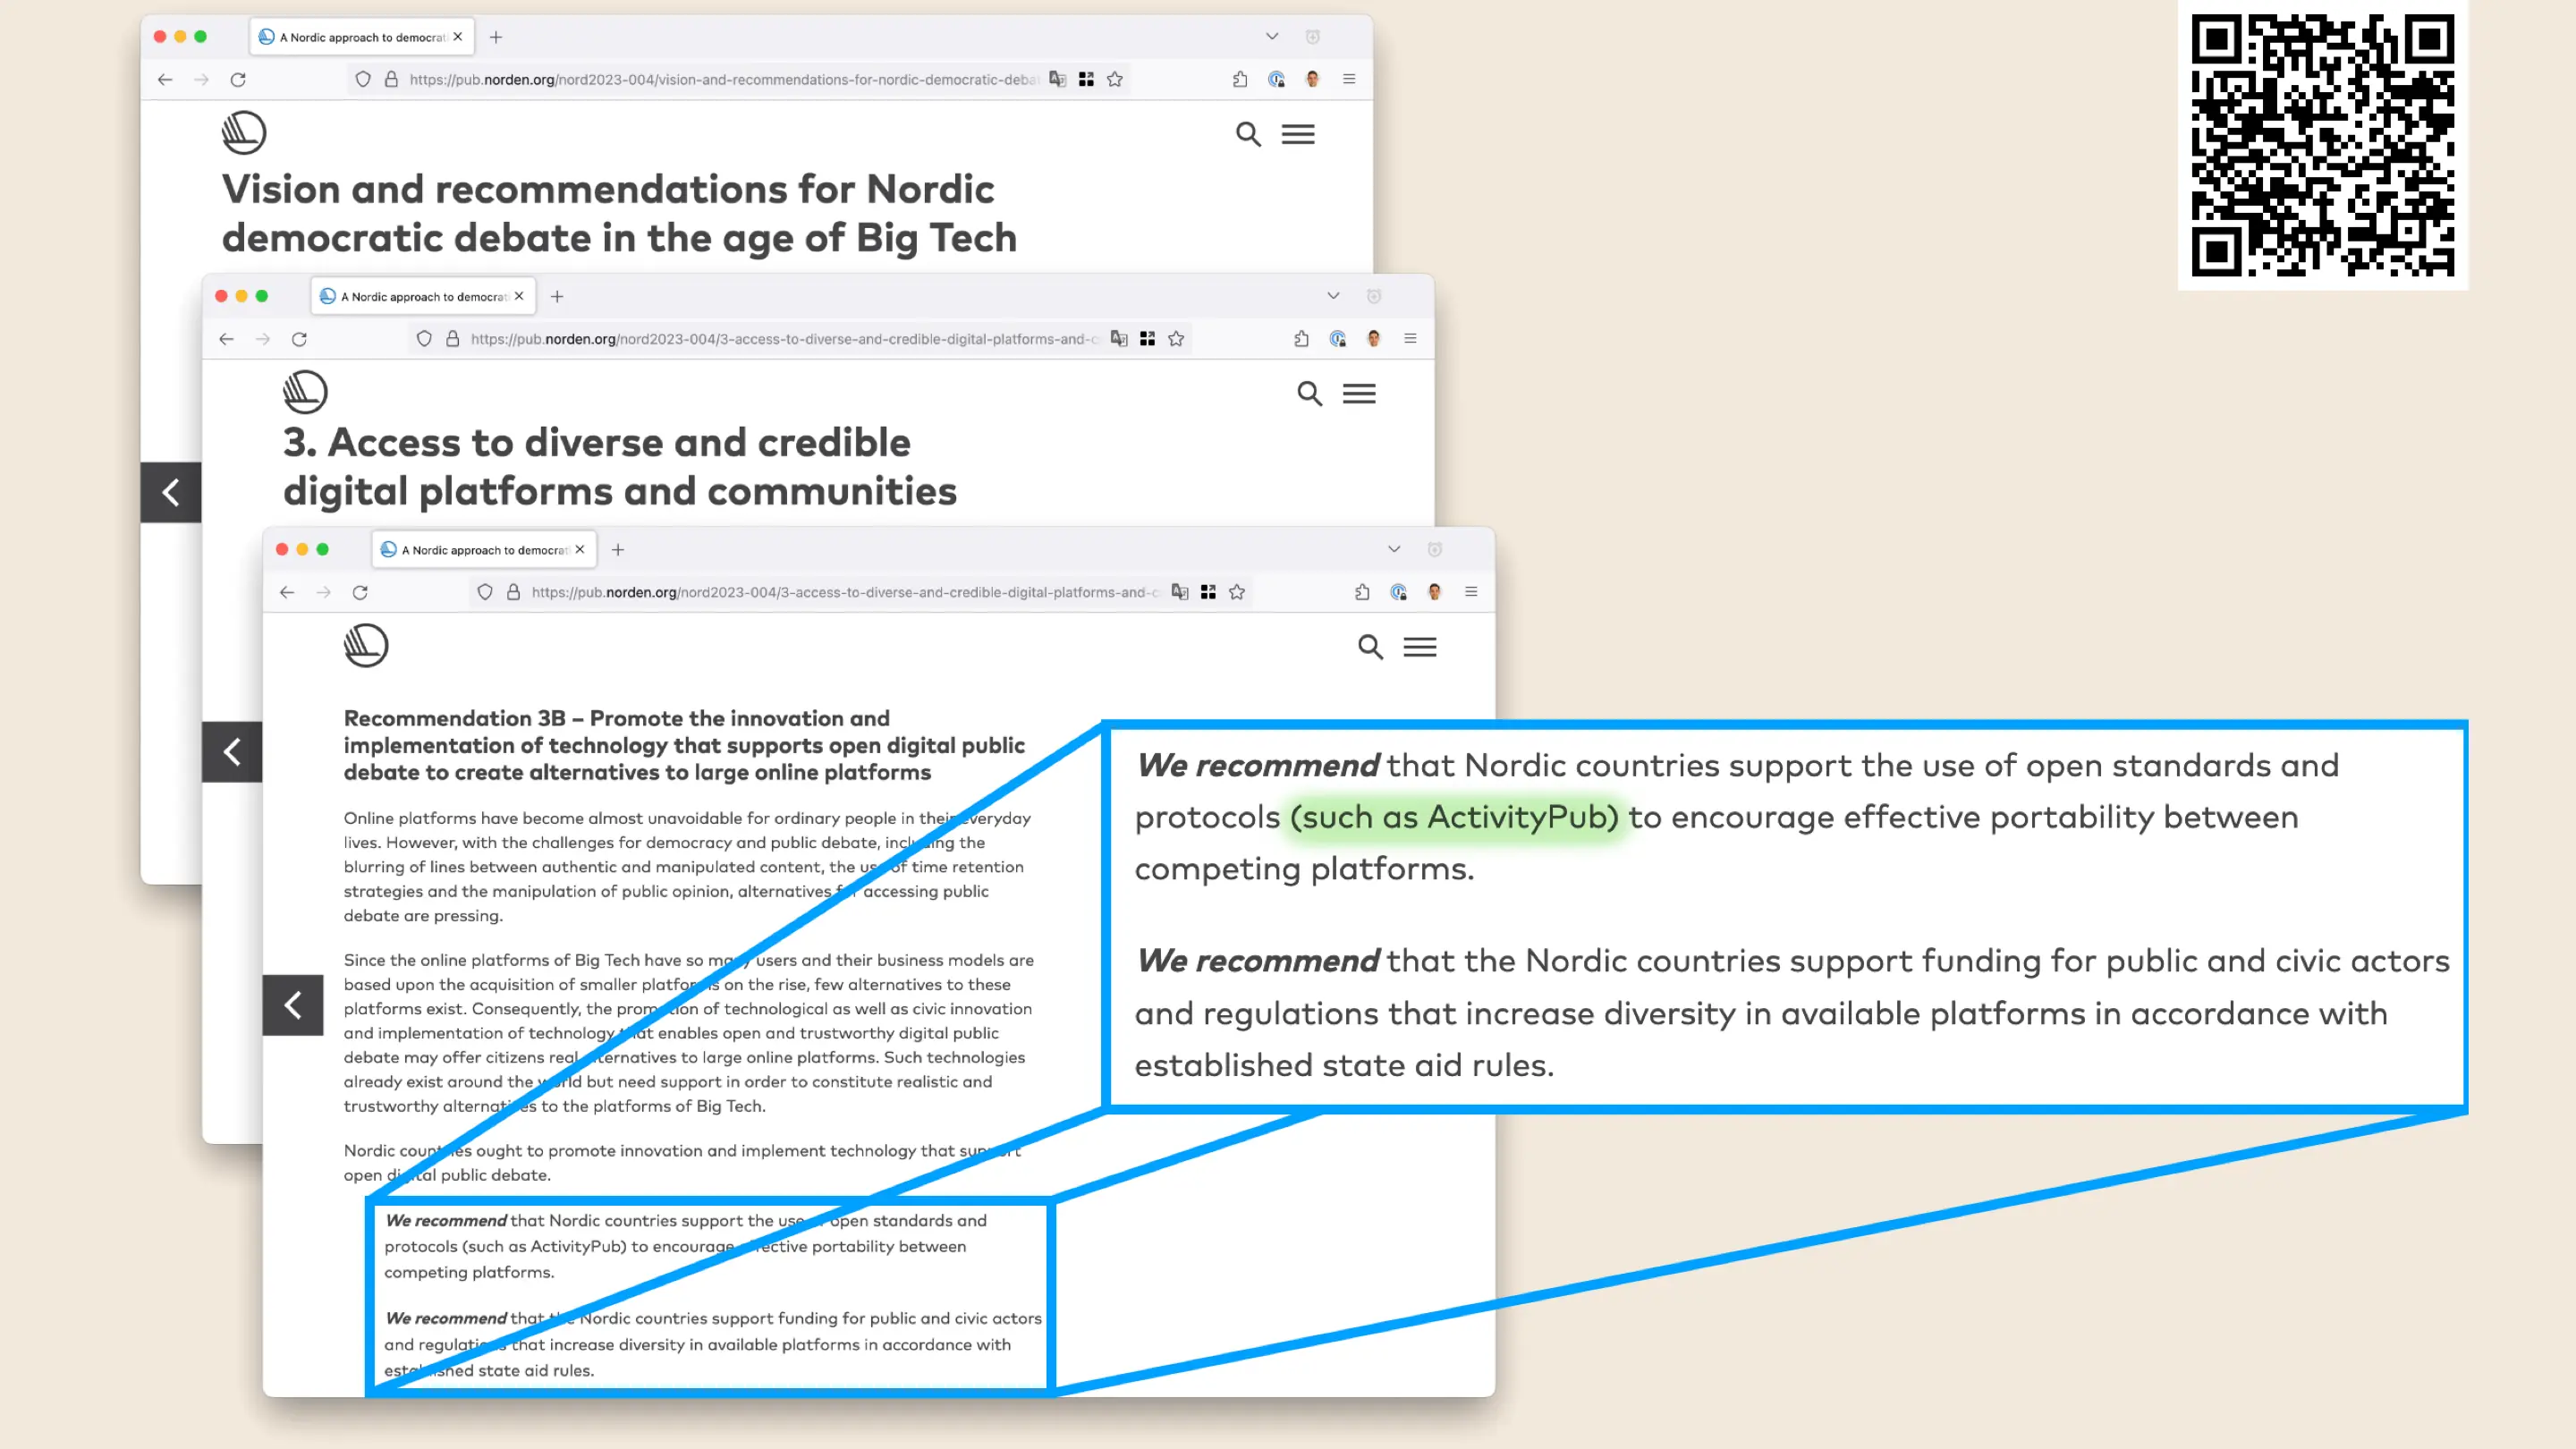 A Nordic approach to democrat
https://pub.norden.org/nord2023-004/vision-and-recommendations-for-nordic-democratic-deba
Vision and recommendations for Nordic
democratic debate in the age of Big Tech
A Nordic approach to democrat
https://pub.norden.org/nord2023-004/3-access-to-diverse-and-credible-digital-platforms-and-c
3. Access to diverse and credible
digital platforms and communities
A Nordic approach to democrat
https://pub.norden.org/nord2023-004/3-access-to-diverse-and-credible-digital-platforms-and-c
Recommendation 3B – Promote the innovation and
implementation of technology that supports open digital public
debate to create alternatives to large online platforms
Online platforms have become almost unavoidable for ordinary people in their everyday
lives. However, with the challenges for democracy and public debate, including the
blurring of lines between authentic and manipulated content, the use of time retention
strategies and the manipulation of public opinion, alternatives for accessing public
debate are pressing.
Since the online platforms of Big Tech have so many users and their business models are
based upon the acquisition of smaller platforms on the rise, few alternatives to these
platforms exist. Consequently, the promotion of technological as well as civic innovation
and implementation of technology that enables open and trustworthy digital public
debate may offer citizens real alternatives to large online platforms. Such technologies
already exist around the world but need support in order to constitute realistic and
trustworthy alternatives to the platforms of Big Tech.
Nordic countries ought to promote innovation and implement technology that support
open digital public debate.
We recommend that Nordic countries support the use of open standards and
protocols (such as ActivityPub) to encourage effective portability between
competing platforms.
We recommend that the Nordic countries support funding for public and civic actors
and regulations that increase diversity in available platforms in accordance with
established state aid rules.
We recommend that Nordic countries support the use of open standards and
protocols (such as ActivityPub) to encourage effective portability between
competing platforms.
We recommend that the Nordic countries support funding for public and civic actors
and regulations that increase diversity in available platforms in accordance with
established state aid rules.